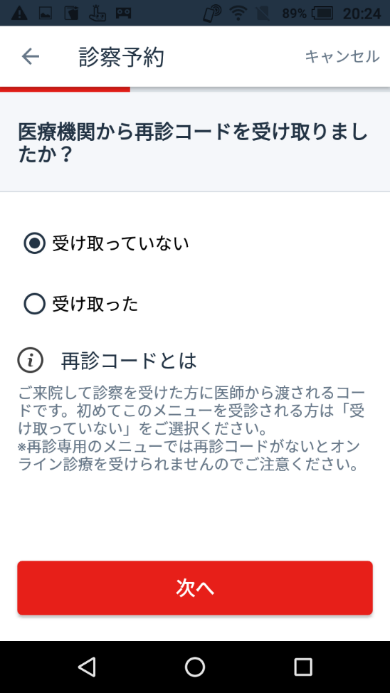 89% 20:24
診察予約 キャンセル
医療機関から再診コードを受け取りまし
たか？
受け取っていない
受け取った
i 再診コードとは
ご来院して診察を受けた方に医師から渡されるコー
ドです。初めてこのメニューを受診される方は「受
け取っていない」をご選択ください。
※再診専用のメニューでは再診コードがないとオン
ライン診療を受けられませんのでご注意ください。
次へ